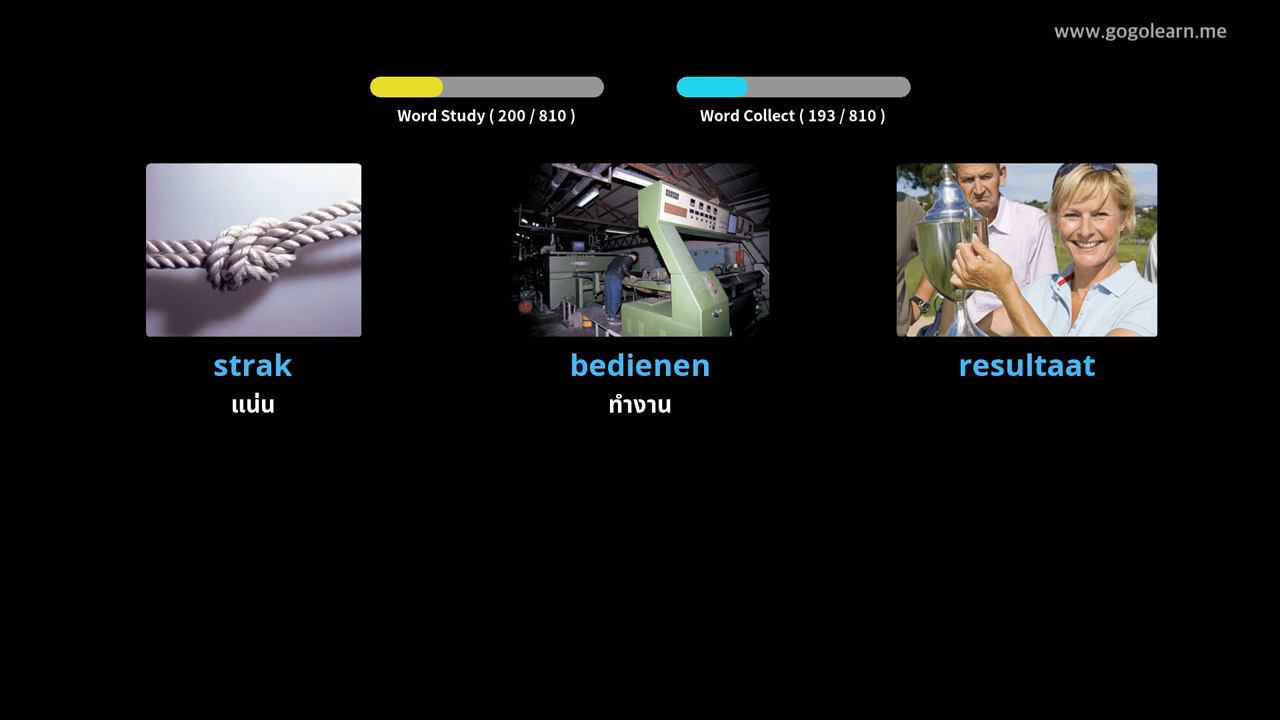 www.gogolearn.me
Word Study ( 200 / 810 )
Word Collect ( 193 / 810 )
strak
bedienen
resultaat
แน่น
ทำงาน